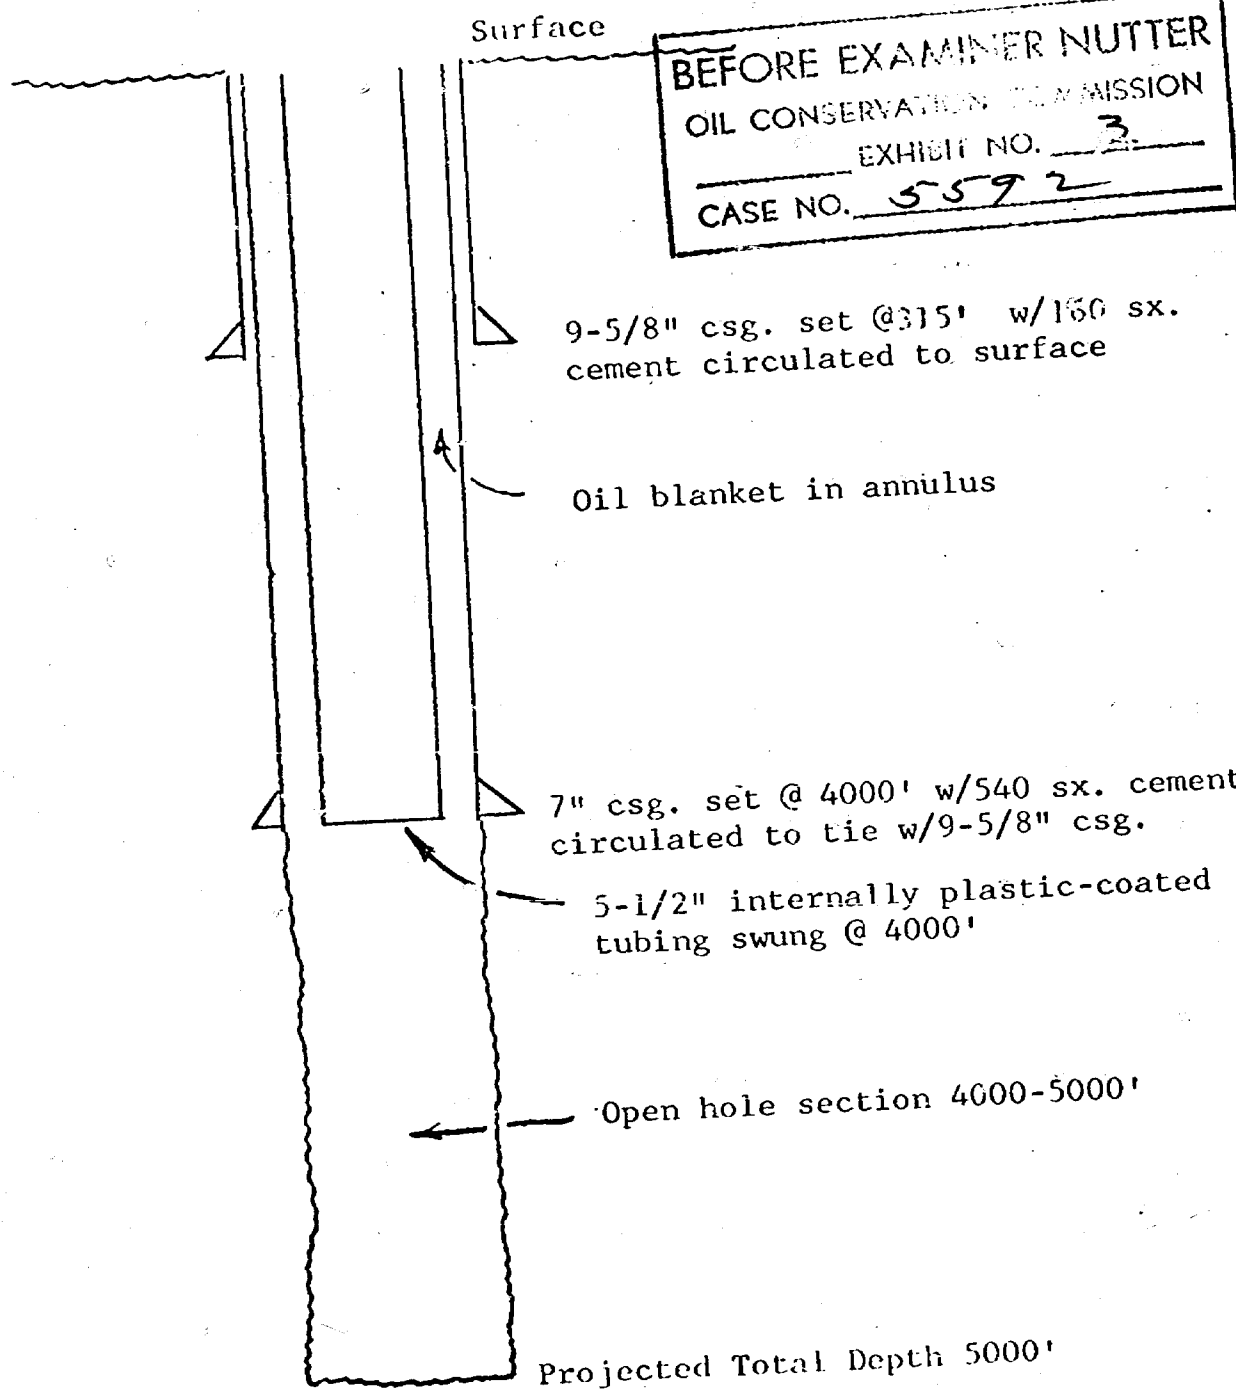 Surface
BEFORE EXAMINER NUTTER
OIL CONSERVATION COMMISSION
EXHIBIT NO. 3
CASE NO. 5592
9-5/8" csg. set @315' w/160 sx.
cement circulated to surface
Oil blanket in annulus
7" csg. set @ 4000' w/540 sx. cement
circulated to tie w/9-5/8" csg.
5-1/2" internally plastic-coated
tubing swung @ 4000'
Open hole section 4000-5000'
Projected Total Depth 5000'